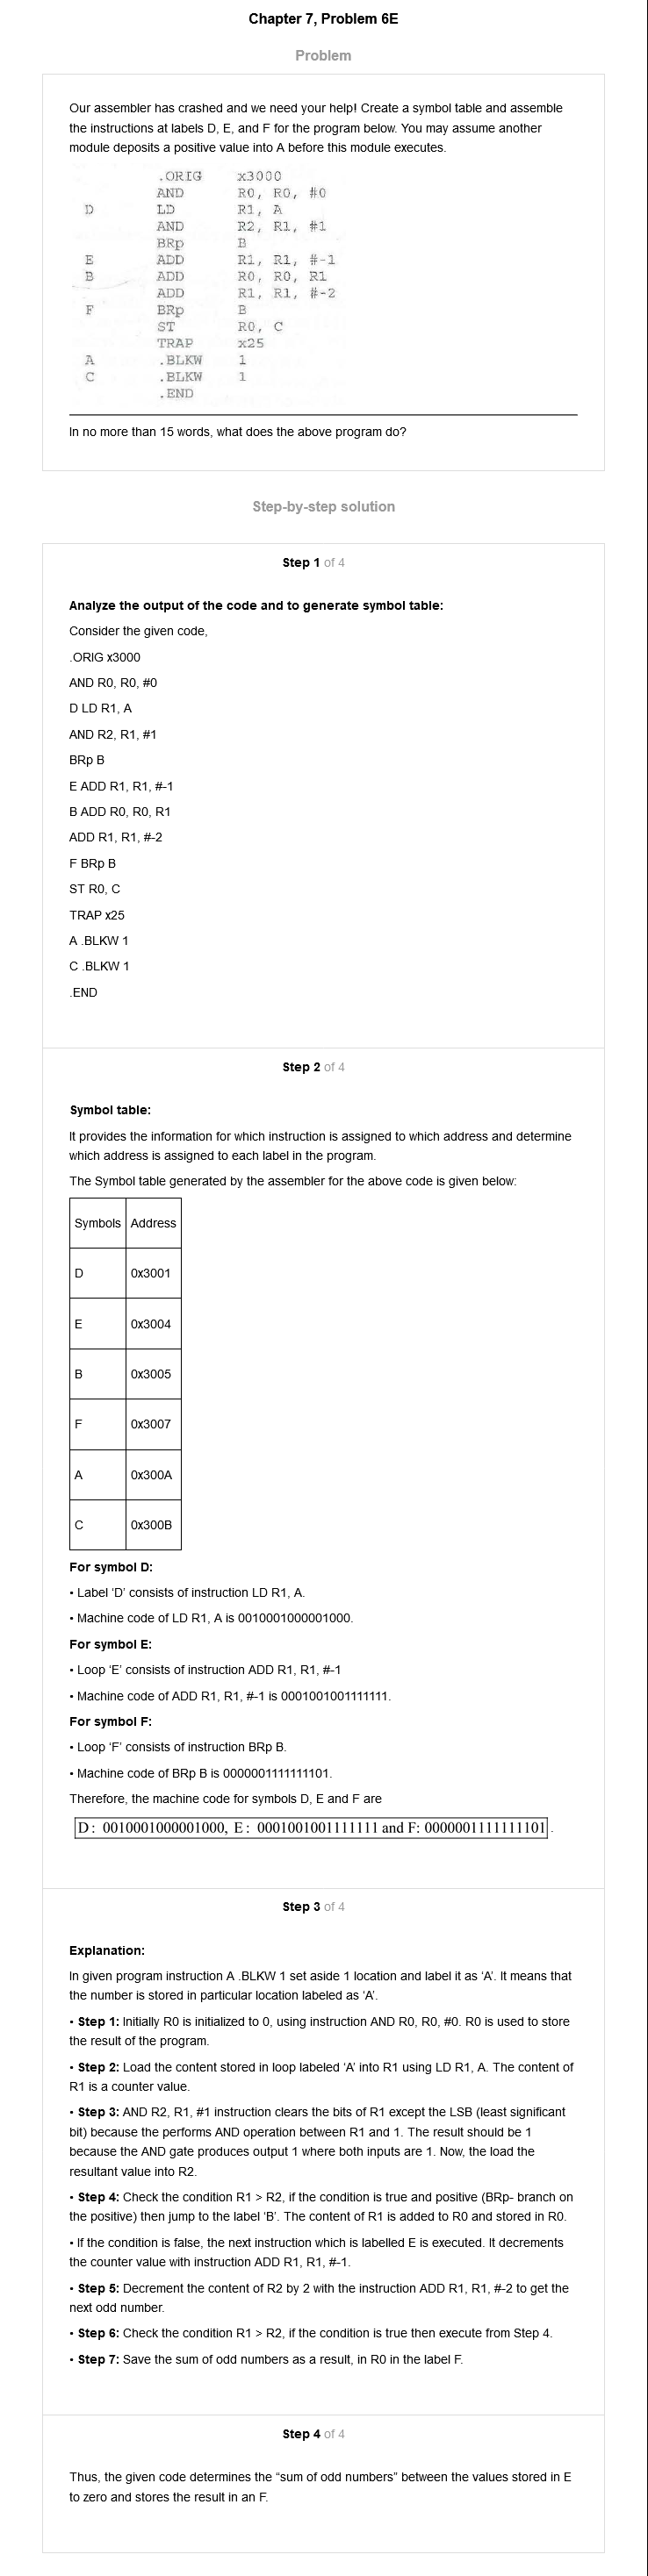 Chapter 7, Problem 6E
Problem
Our assembler has crashed and we need your help! Create a symbol table and assemble
the instructions at labels D, E, and F for the program below. You may assume another
module deposits a positive value into A before this module executes.
.ORIG x3000
AND R0, R0, #0
D LD R1, A
AND R2, R1, #1
BRp B
E ADD R1, R1, #-1
B ADD R0, R0, R1
ADD R1, R1, #-2
F BRp B
ST R0, C
TRAP x25
A .BLKW 1
C .BLKW 1
.END
In no more than 15 words, what does the above program do?
Step-by-step solution
Step 1 of 4
Analyze the output of the code and to generate symbol table:
Consider the given code,
.ORIG x3000
AND R0, R0, #0
D LD R1, A
AND R2, R1, #1
BRp B
E ADD R1, R1, #-1
B ADD R0, R0, R1
ADD R1, R1, #-2
F BRp B
ST R0, C
TRAP x25
A .BLKW 1
C .BLKW 1
.END
Step 2 of 4
Symbol table:
It provides the information for which instruction is assigned to which address and determine
which address is assigned to each label in the program.
The Symbol table generated by the assembler for the above code is given below:
Symbols Address
D 0x3001
E 0x3004
B 0x3005
F 0x3007
A 0x300A
C 0x300B
For symbol D:
• Label ‘D’ consists of instruction LD R1, A.
• Machine code of LD R1, A is 0010001000001000.
For symbol E:
• Loop ‘E’ consists of instruction ADD R1, R1, #-1
• Machine code of ADD R1, R1, #-1 is 0001001001111111.
For symbol F:
• Loop ‘F’ consists of instruction BRp B.
• Machine code of BRp B is 0000001111111101.
Therefore, the machine code for symbols D, E and F are
D: 0010001000001000, E: 0001001001111111 and F: 0000001111111101.
Step 3 of 4
Explanation:
In given program instruction A .BLKW 1 set aside 1 location and label it as ‘A’. It means that
the number is stored in particular location labeled as ‘A’.
• Step 1: Initially R0 is initialized to 0, using instruction AND R0, R0, #0. R0 is used to store
the result of the program.
• Step 2: Load the content stored in loop labeled ‘A’ into R1 using LD R1, A. The content of
R1 is a counter value.
• Step 3: AND R2, R1, #1 instruction clears the bits of R1 except the LSB (least significant
bit) because the performs AND operation between R1 and 1. The result should be 1
because the AND gate produces output 1 where both inputs are 1. Now, the load the
resultant value into R2.
• Step 4: Check the condition R1 > R2, if the condition is true and positive (BRp- branch on
the positive) then jump to the label ‘B’. The content of R1 is added to R0 and stored in R0.
• If the condition is false, the next instruction which is labelled E is executed. It decrements
the counter value with instruction ADD R1, R1, #-1.
• Step 5: Decrement the content of R2 by 2 with the instruction ADD R1, R1, #-2 to get the
next odd number.
• Step 6: Check the condition R1 > R2, if the condition is true then execute from Step 4.
• Step 7: Save the sum of odd numbers as a result, in R0 in the label F.
Step 4 of 4
Thus, the given code determines the “sum of odd numbers” between the values stored in E
to zero and stores the result in an F.